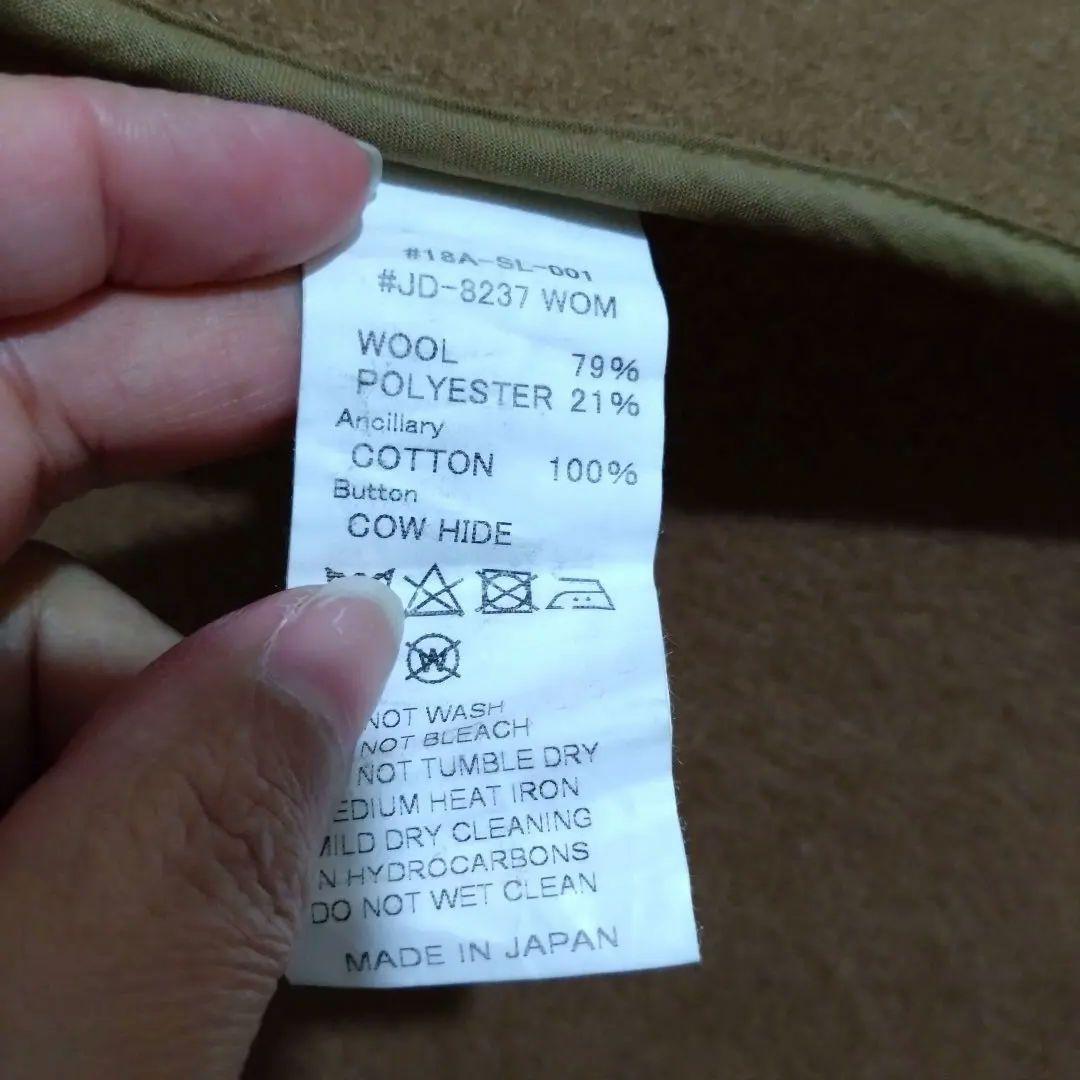 #18A-SL-001
#JD-8237 WOM
WOOL 79%
POLYESTER 21%
Ancillary
COTTON 100%
Button
COW HIDE
W
NOT WASH
NOT BLEACH
NOT TUMBLE DRY
EDIUM HEAT IRON
MILD DRY CLEANING
N HYDROCARBONS
DO NOT WET CLEAN
MADE IN JAPAN